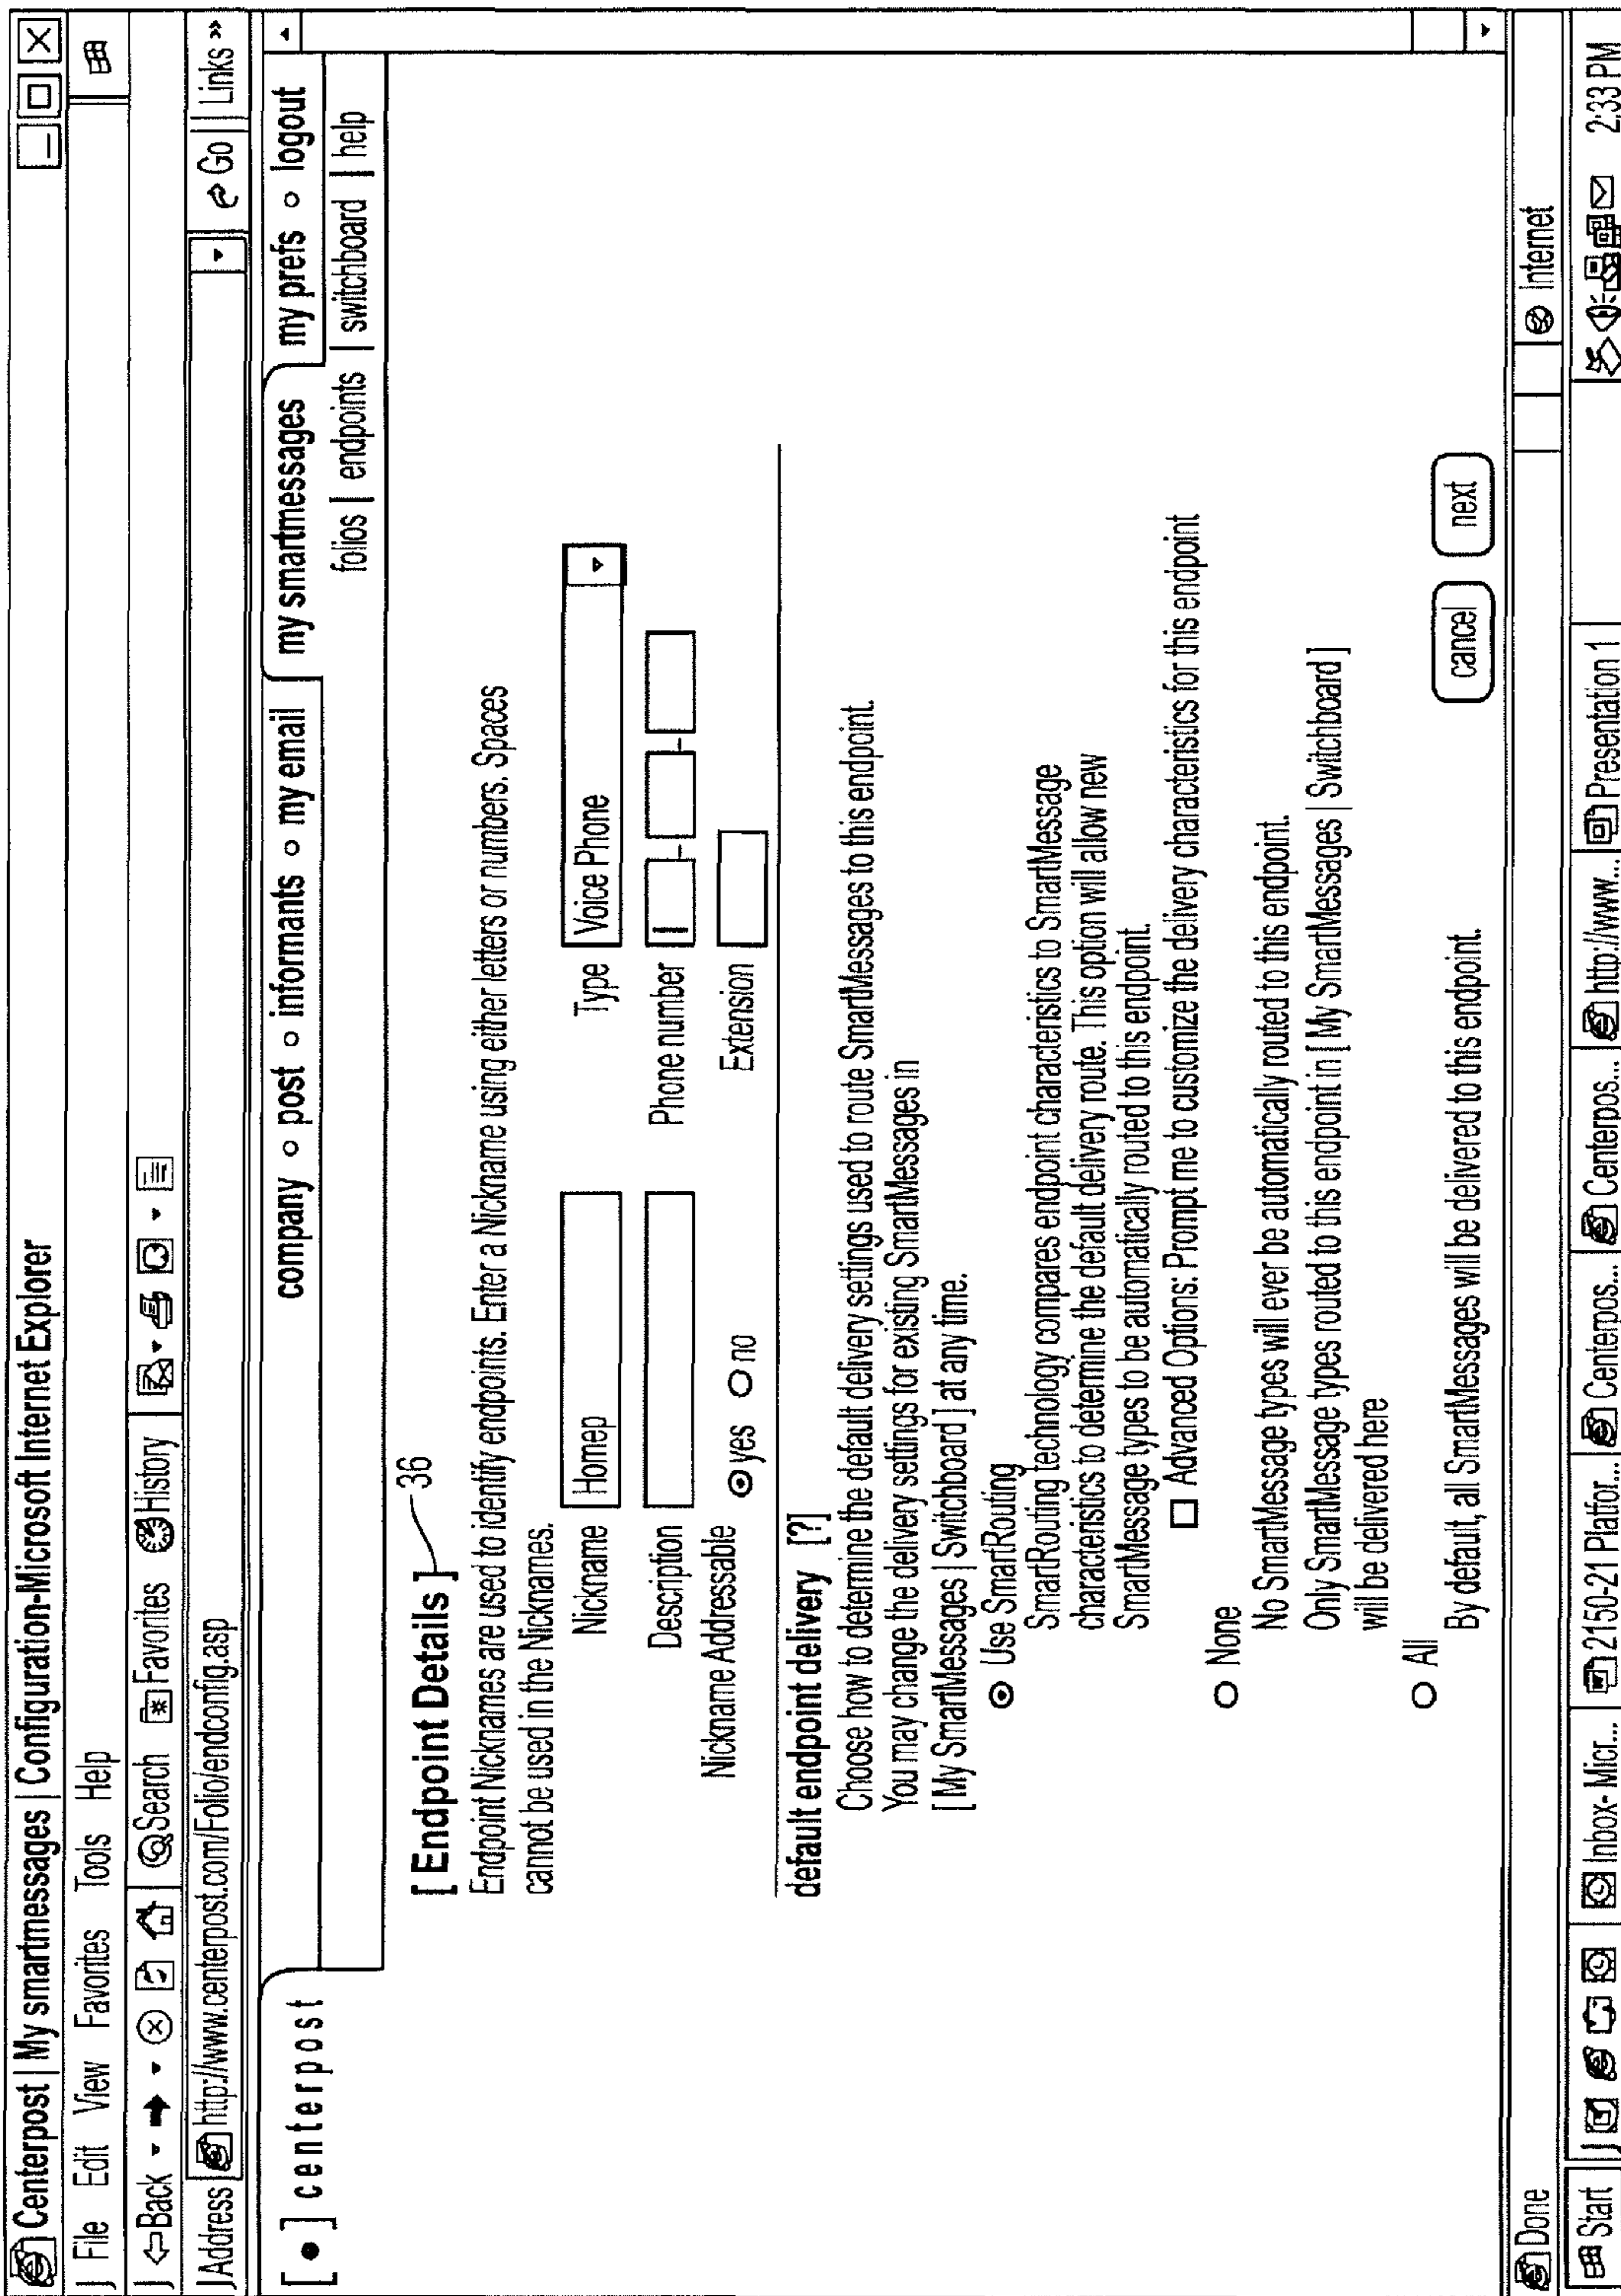 Centerpost | My smartmessages | Configuration-Microsoft Internet Explorer
File Edit View Favorites Tools Help
Back Search Favorites History
Address http://www.centerpost.com/Folio/endconfig.asp Go Links »
[ • ] centerpost
company o post o informants o my email my smartmessages my prefs o logout
folios | endpoints | switchboard | help
[ Endpoint Details ] 36
Endpoint Nicknames are used to identify endpoints. Enter a Nickname using either letters or numbers. Spaces
cannot be used in the Nicknames.
Nickname Homep Type Voice Phone
Description Phone number - -
Nickname Addressable yes no Extension
default endpoint delivery [?]
Choose how to determine the default delivery settings used to route SmartMessages to this endpoint.
You may change the delivery settings for existing SmartMessages in
[ My SmartMessages | Switchboard ] at any time.
Use SmartRouting
SmartRouting technology compares endpoint characteristics to SmartMessage
characteristics to determine the default delivery route. This option will allow new
SmartMessage types to be automatically routed to this endpoint.
Advanced Options: Prompt me to customize the delivery characteristics for this endpoint
None
No SmartMessage types will ever be automatically routed to this endpoint.
Only SmartMessage types routed to this endpoint in [ My SmartMessages | Switchboard ]
will be delivered here
All
By default, all SmartMessages will be delivered to this endpoint.
cancel next
Done Internet
Start Inbox- Micr... 2150-21 Platfor... Centerpos... Centerpos... http://www... Presentation 1 2:33 PM